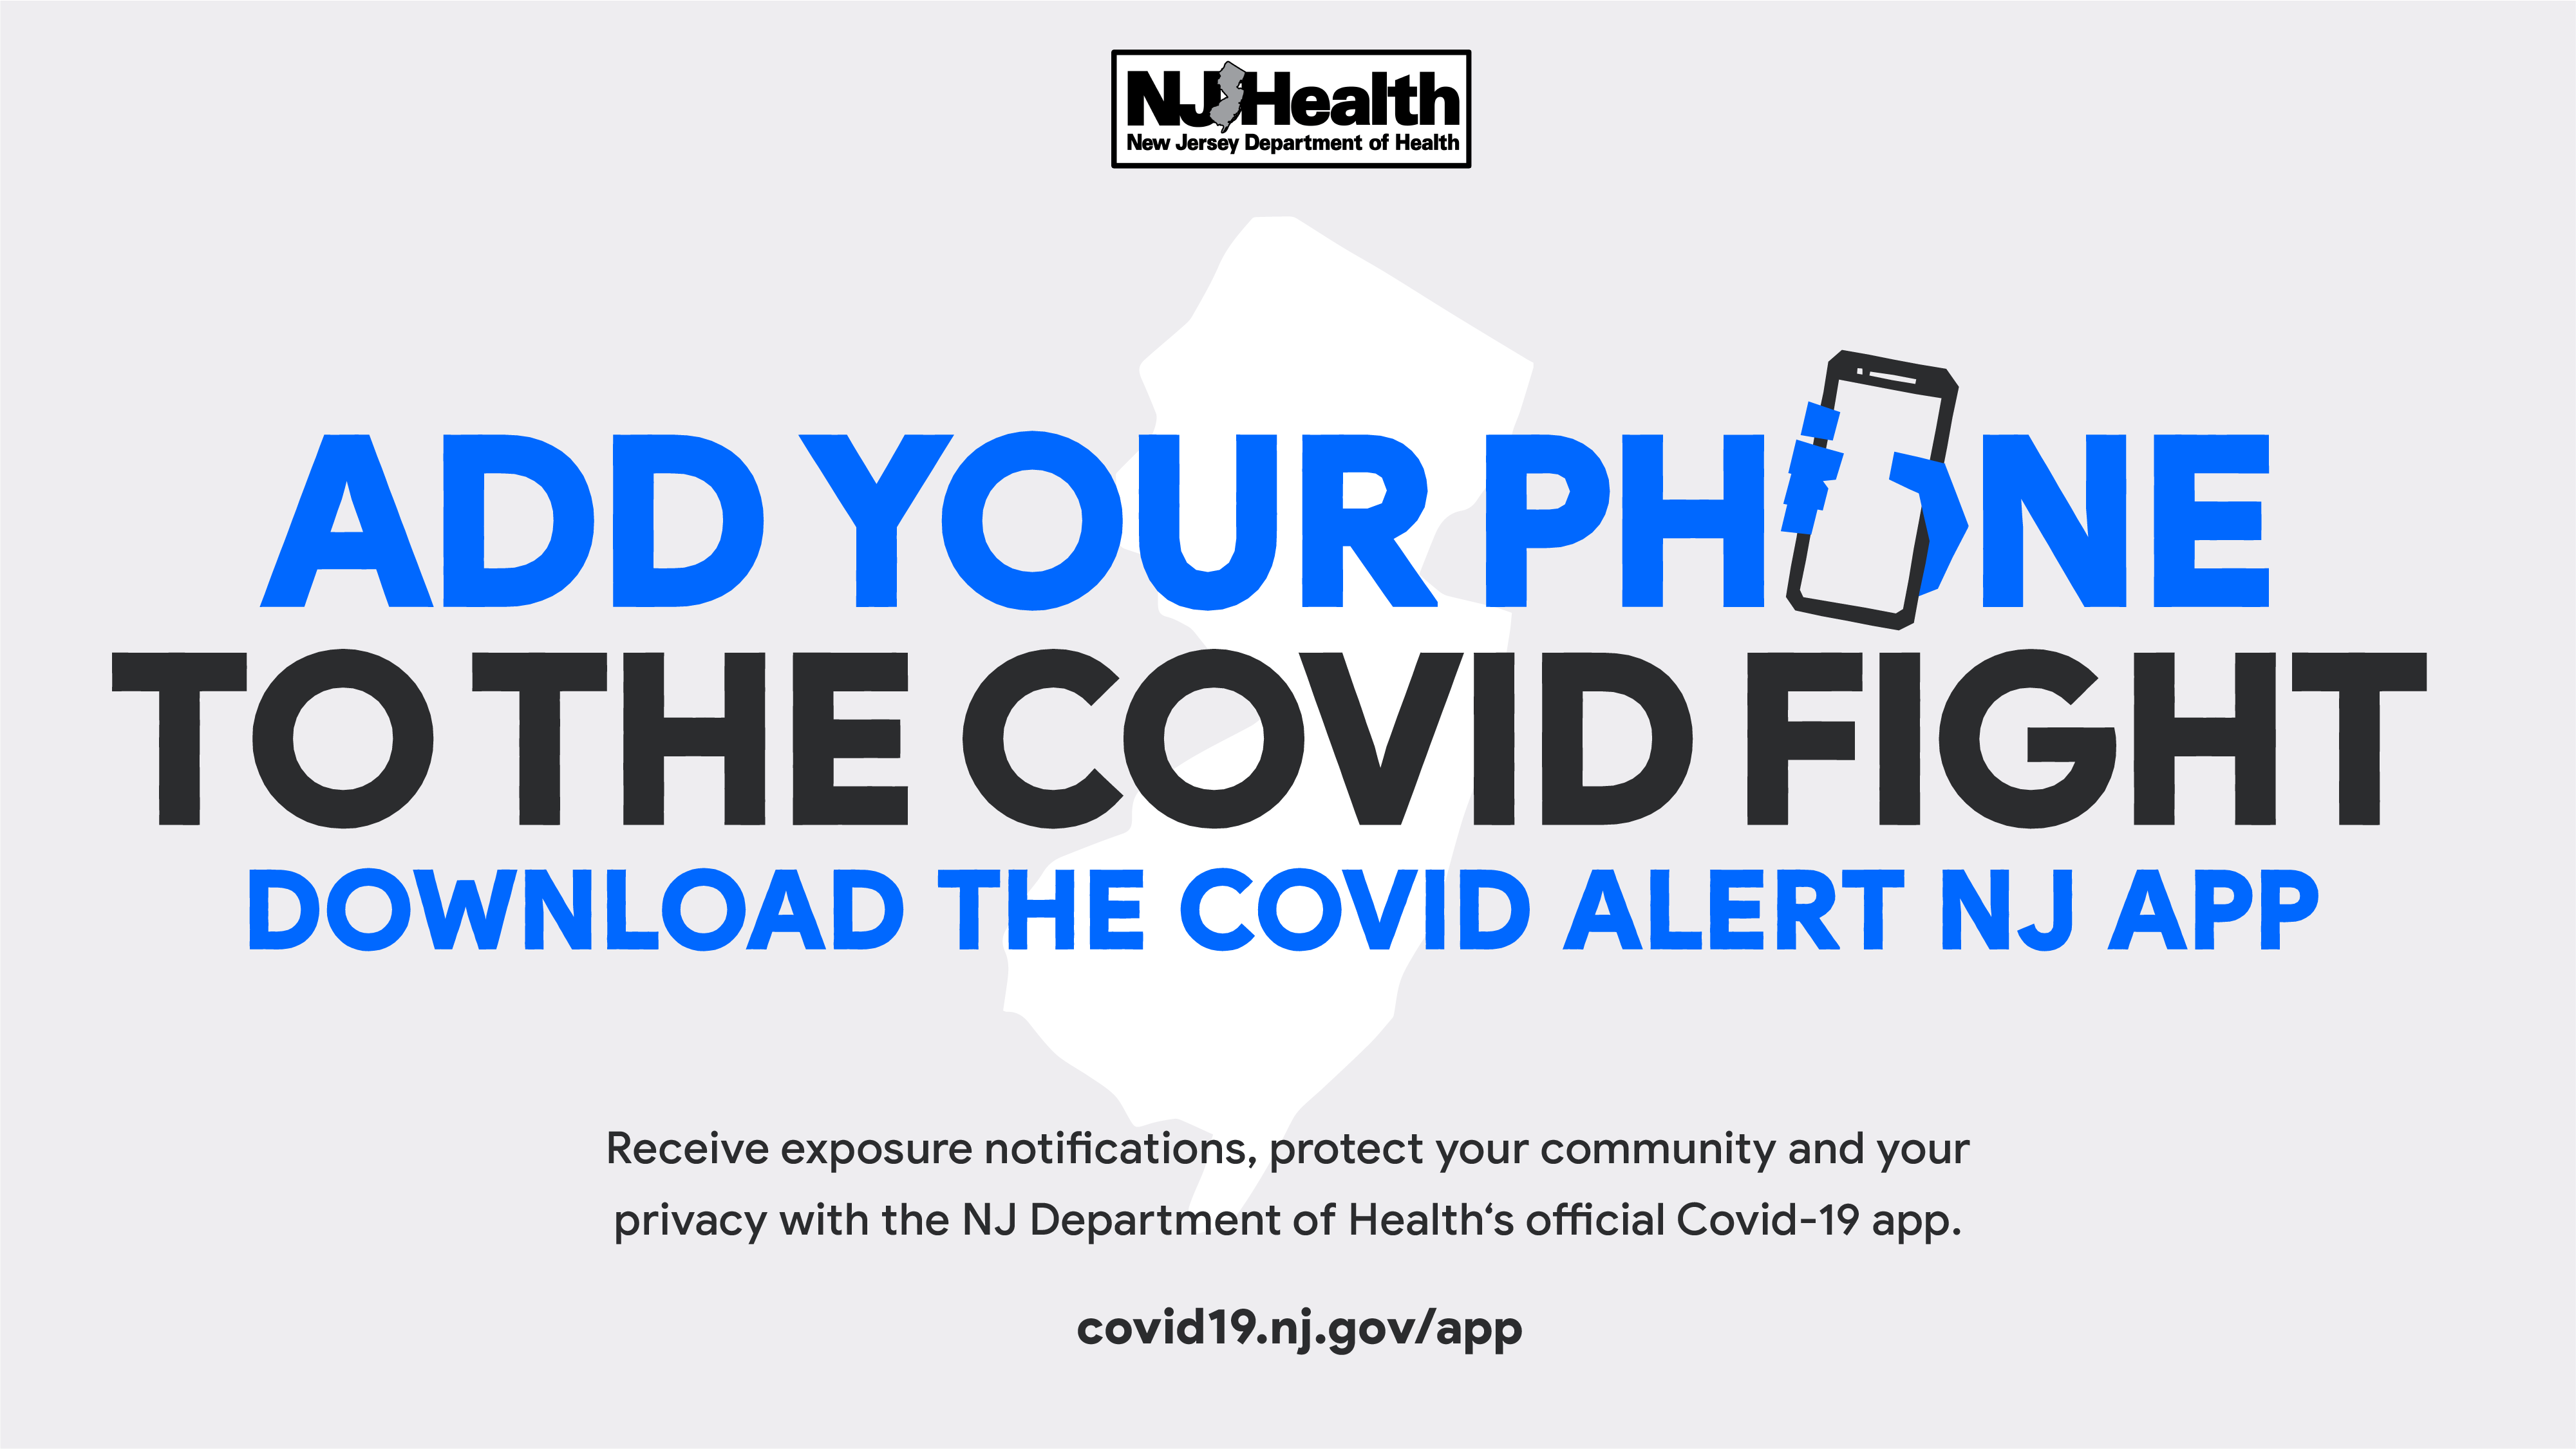 NJ Health
New Jersey Department of Health
ADD YOUR PHONE
TO THE COVID FIGHT
DOWNLOAD THE COVID ALERT NJ APP
Receive exposure notifications, protect your community and your
privacy with the NJ Department of Health‘s official Covid-19 app.
covid19.nj.gov/app